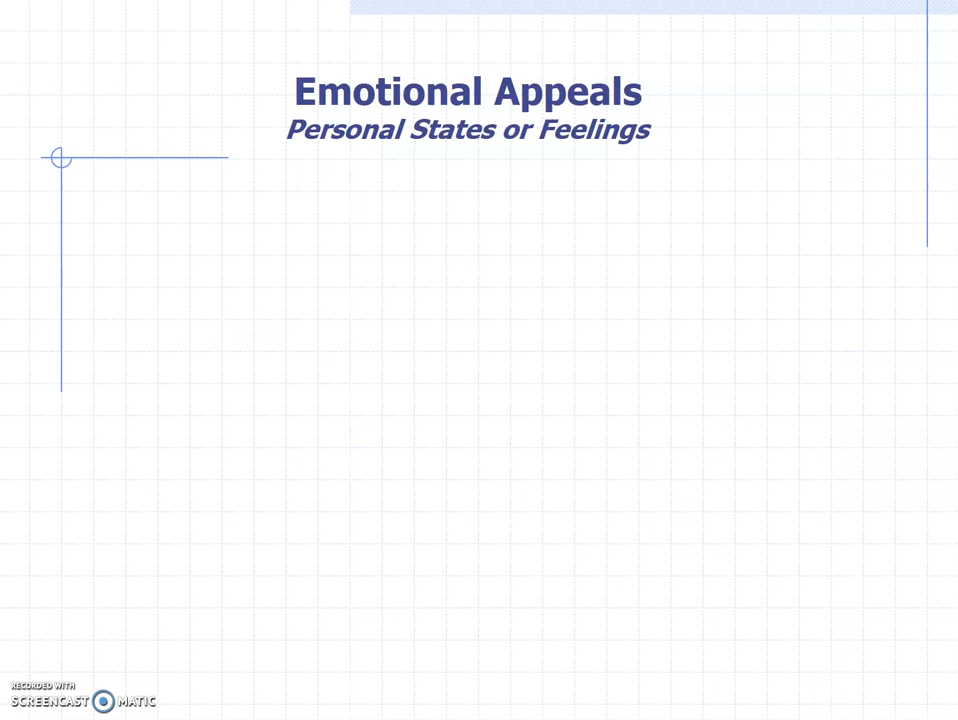 Emotional Appeals
Personal States or Feelings
RECORDED WITH
SCREENCAST MATIC